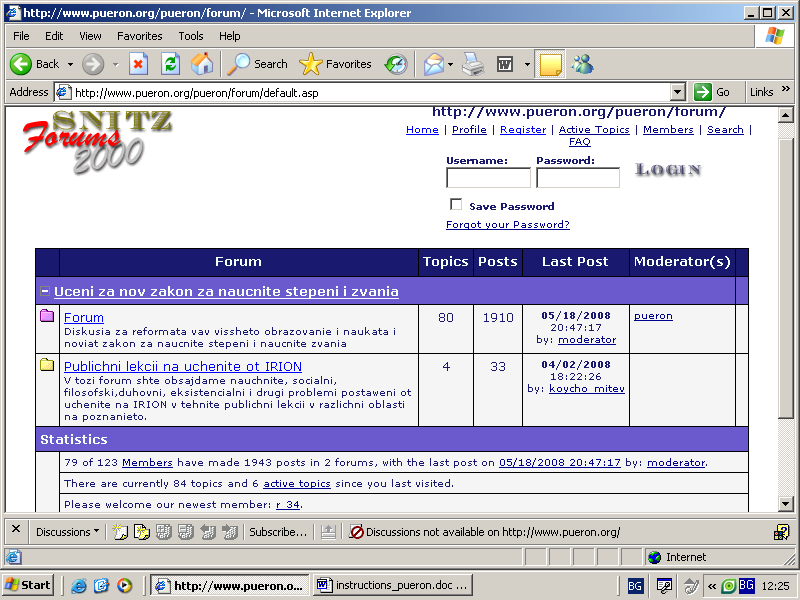 http://www.pueron.org/pueron/forum/ - Microsoft Internet Explorer
File Edit View Favorites Tools Help
Back Search Favorites
Address http://www.pueron.org/pueron/forum/default.asp Go Links »
SNITZ
Forums
2000
http://www.pueron.org/pueron/forum/
Home | Profile | Register | Active Topics | Members | Search |
FAQ
Username: Password:
LOGIN
Save Password
Forgot your Password?
Forum Topics Posts Last Post Moderator(s)
Uceni za nov zakon za naucnite stepeni i zvania
Forum
Diskusia za reformata vav vissheto obrazovanie i naukata i
noviat zakon za naucnite stepeni i naucnite zvania
80 1910
05/18/2008
20:47:17
by: moderator
pueron
Publichni lekcii na uchenite ot IRION
V tozi forum shte obsajdame nauchnite, socialni,
filosofski,duhovni, eksistencialni i drugi problemi postaveni ot
uchenite na IRION v tehnite publichni lekcii v razlichni oblasti
na poznanieto.
4 33
04/02/2008
18:22:26
by: koycho_mitev
Statistics
79 of 123 Members have made 1943 posts in 2 forums, with the last post on 05/18/2008 20:47:17 by: moderator.
There are currently 84 topics and 6 active topics since you last visited.
Please welcome our newest member: r_34.
Discussions Subscribe... Discussions not available on http://www.pueron.org/
Internet
Start http://www.pueron.o... instructions_pueron.doc ... BG « BG 12:25